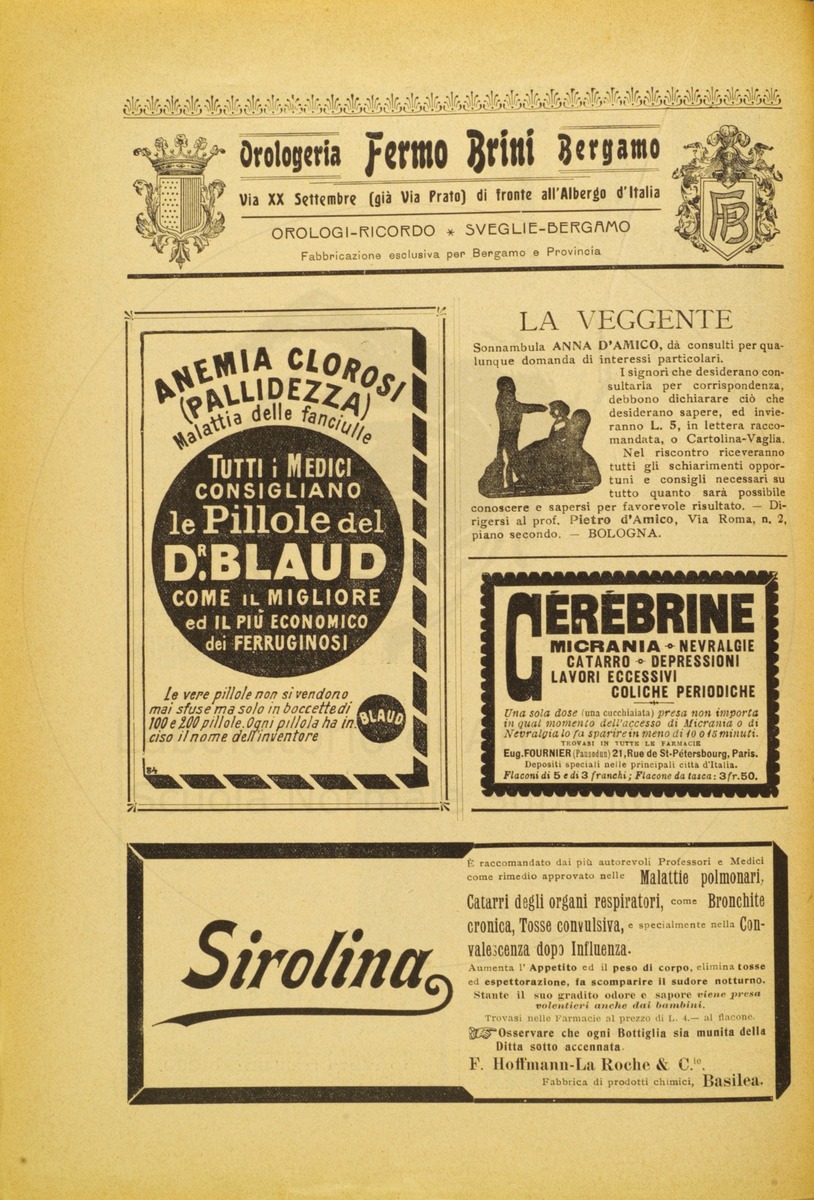 Orologeria Fermo Brini Bergamo
Via XX Settembre (già Via Prato) di fronte all'Albergo d'Italia
OROLOGI-RICORDO * SVEGLIE-BERGAMO
Fabbricazione esclusiva per Bergamo e Provincia
FB
ANEMIA CLOROSI
(PALLIDEZZA)
Malattia delle fanciulle
TUTTI i MEDICI
CONSIGLIANO
le Pillole del
Dr. BLAUD
COME IL MIGLIORE
ed IL PIÙ ECONOMICO
dei FERRUGINOSI
Le vere pillole non si vendono
mai sfuse ma solo in boccette di
100 e 200 pillole. Ogni pillola ha in
ciso il nome dell'inventore
BLAUD
84
LA VEGGENTE
Sonnambula ANNA D'AMICO, dà consulti per qua-
lunque domanda di interessi particolari.
I signori che desiderano con-
sultarla per corrispondenza,
debbono dichiarare ciò che
desiderano sapere, ed invie-
ranno L. 5, in lettera racco-
mandata, o Cartolina-Vaglia.
Nel riscontro riceveranno
tutti gli schiarimenti oppor-
tuni e consigli necessari su
tutto quanto sarà possibile
conoscere e sapersi per favorevole risultato. — Di-
rigersi al prof. Pietro d'Amico, Via Roma, n. 2,
piano secondo. — BOLOGNA.
CÉRÉBRINE
MICRANIA - NEVRALGIE
CATARRO - DEPRESSIONI
LAVORI ECCESSIVI
COLICHE PERIODICHE
Una sola dose (una cucchiaiata) presa non importa
in qual momento dell'accesso di Micrania o di
Nevralgia lo fa sparire in meno di 10 o 15 minuti.
TROVASI IN TUTTE LE FARMACIE
Eug. FOURNIER (Pausodun) 21, Rue de St-Pétersbourg, Paris.
Depositi speciali nelle principali città d'Italia.
Flaconi di 5 e di 3 franchi; Flacone da tasca: 3 fr. 50.
Sirolina
È raccomandato dai più autorevoli Professori e Medici
come rimedio approvato nelle Malattie polmonari,
Catarri degli organi respiratori, come Bronchite
cronica, Tosse convulsiva, e specialmente nella Con-
valescenza dopo Influenza.
Aumenta l'Appetito ed il peso di corpo, elimina tosse
ed espettorazione, fa scomparire il sudore notturno.
Stante il suo gradito odore e sapore viene presa
volentieri anche dai bambini.
Trovasi nelle Farmacie al prezzo di L. 4.— al flacone.
Osservare che ogni Bottiglia sia munita della
Ditta sotto accennata.
F. Hoffmann-La Roche & C.ie.
Fabbrica di prodotti chimici, Basilea.